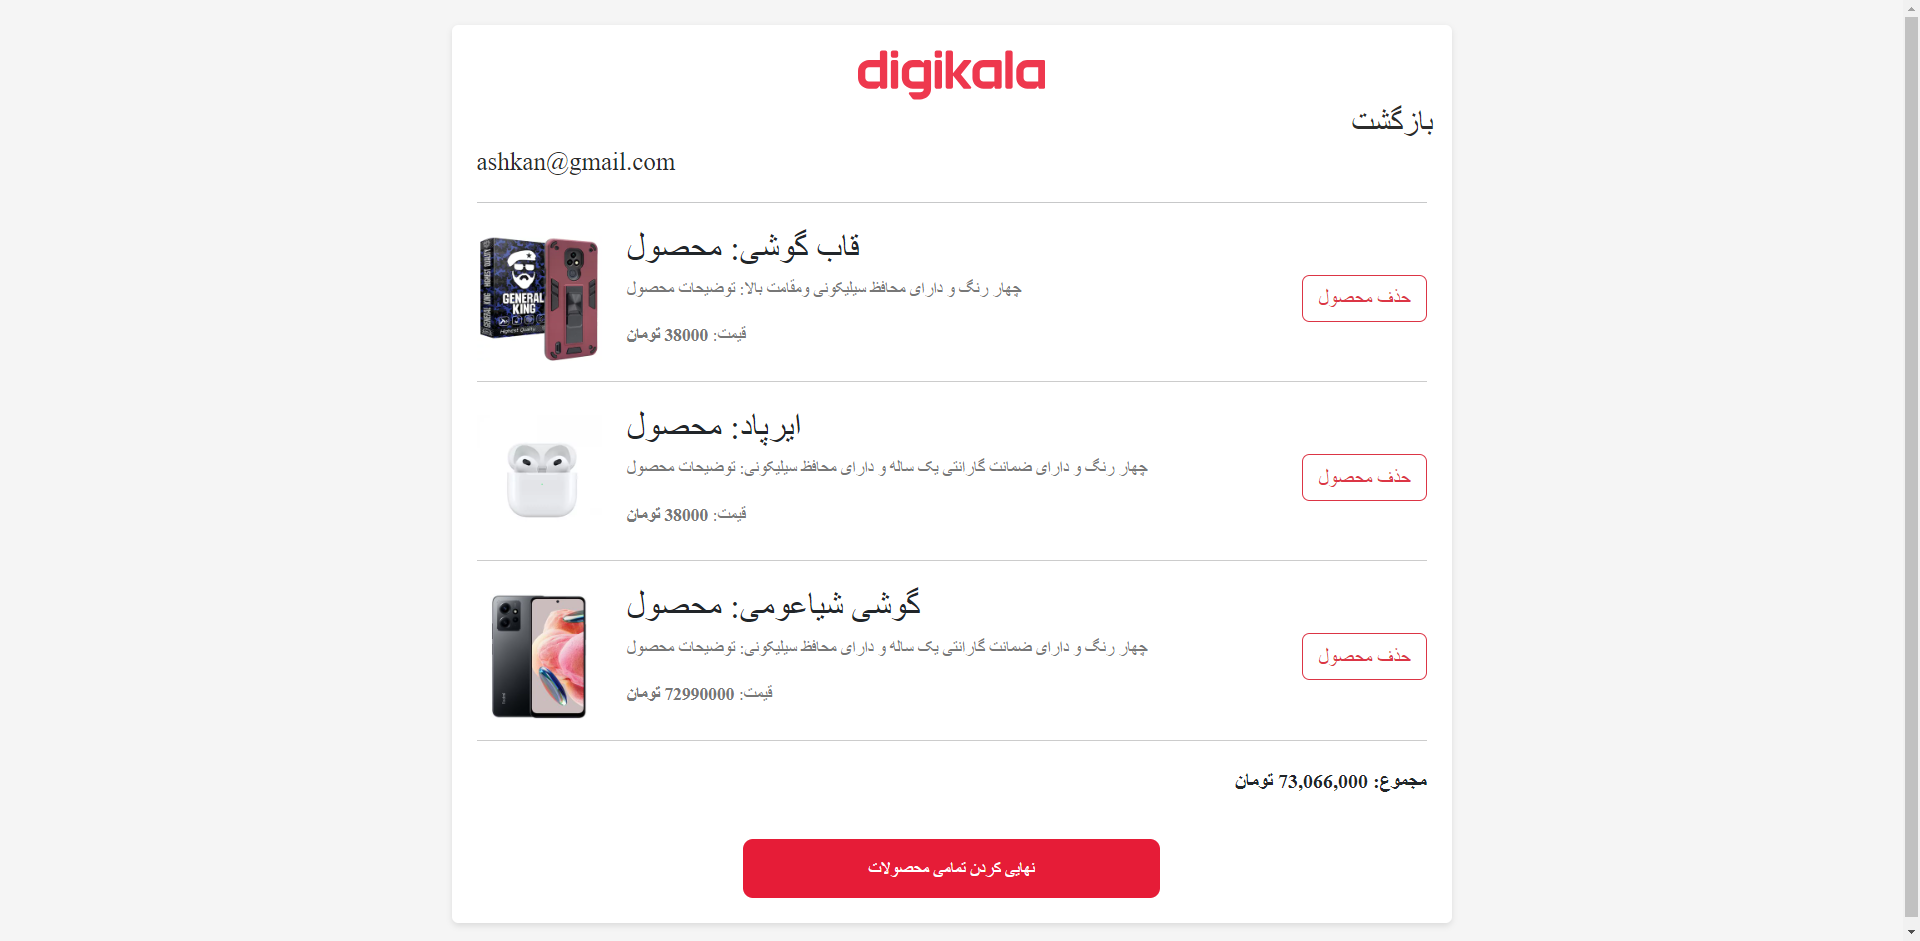 digikala
بازگشت
ashkan@gmail.com
GENERAL
KING
Highest Quality
قاب گوشی: محصول
چهار رنگ و دارای محافظ سیلیکونی ومقامت بالا: توضیحات محصول
قیمت: 38000 تومان
حذف محصول
ایرپاد: محصول
چهار رنگ و دارای ضمانت گارانتی یک ساله و دارای محافظ سیلیکونی: توضیحات محصول
قیمت: 38000 تومان
حذف محصول
گوشی شیاعومی: محصول
چهار رنگ و دارای ضمانت گارانتی یک ساله و دارای محافظ سیلیکونی: توضیحات محصول
قیمت: 72990000 تومان
حذف محصول
مجموع: 73,066,000 تومان
نهایی کردن تمامی محصولات